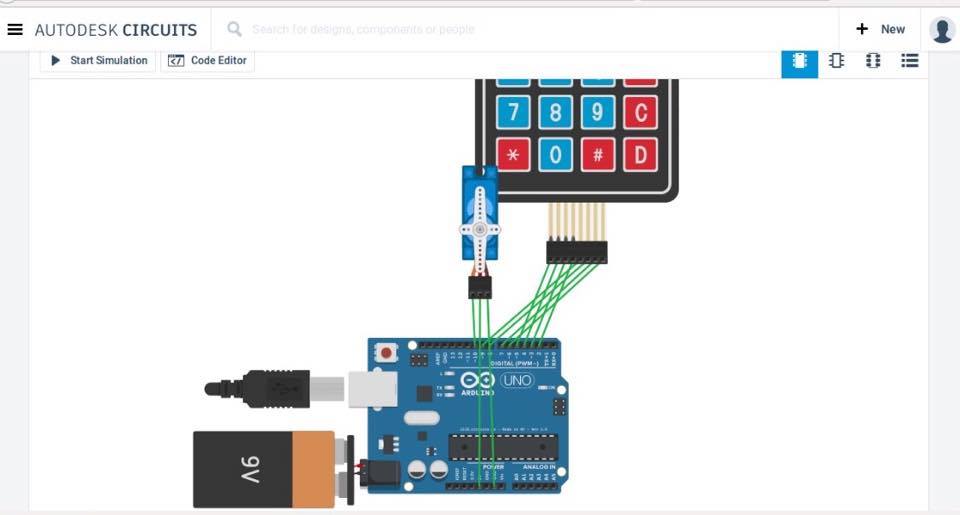 AUTODESK CIRCUITS
Search for designs, components or people
+ New
Start Simulation
Code Editor
7 8 9 C
* 0 # D
DIGITAL (PWM~)
UNO
ARDUINO
TX
9V
POWER
ANALOG IN